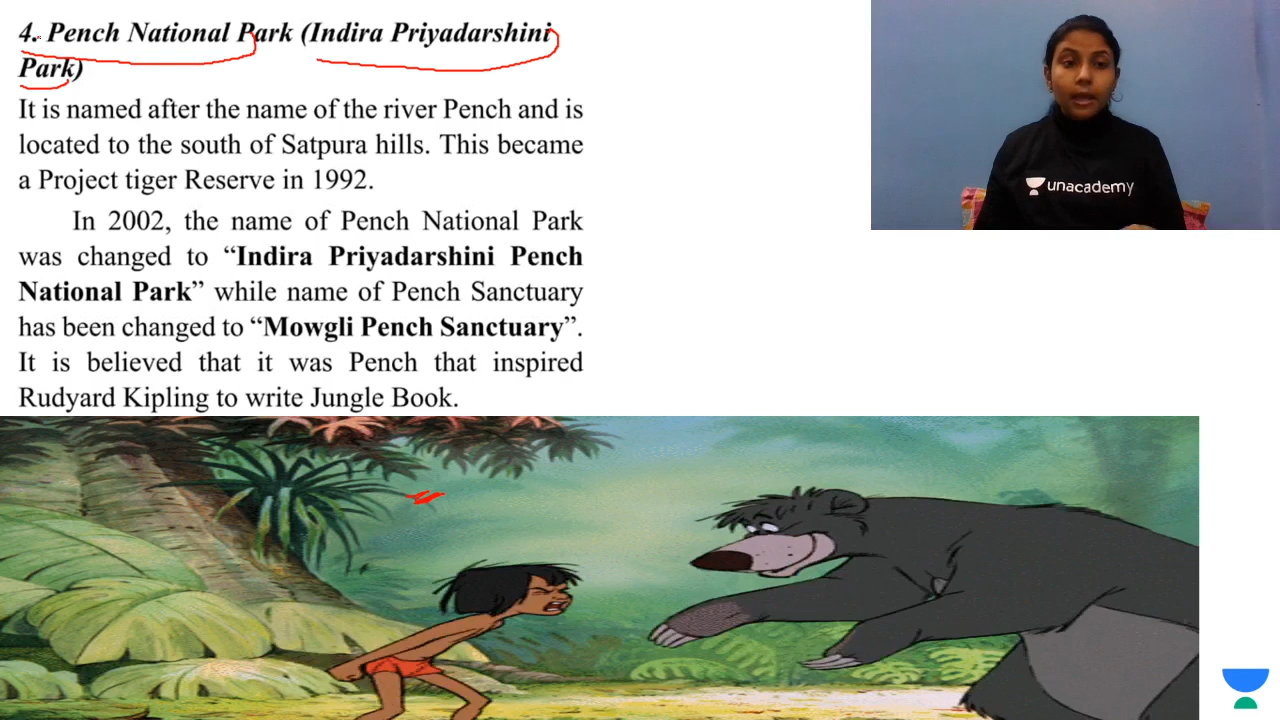 4. Pench National Park (Indira Priyadarshini
Park)
It is named after the name of the river Pench and is
located to the south of Satpura hills. This became
a Project tiger Reserve in 1992.
In 2002, the name of Pench National Park
was changed to “Indira Priyadarshini Pench
National Park” while name of Pench Sanctuary
has been changed to “Mowgli Pench Sanctuary”.
It is believed that it was Pench that inspired
Rudyard Kipling to write Jungle Book.
unacademy